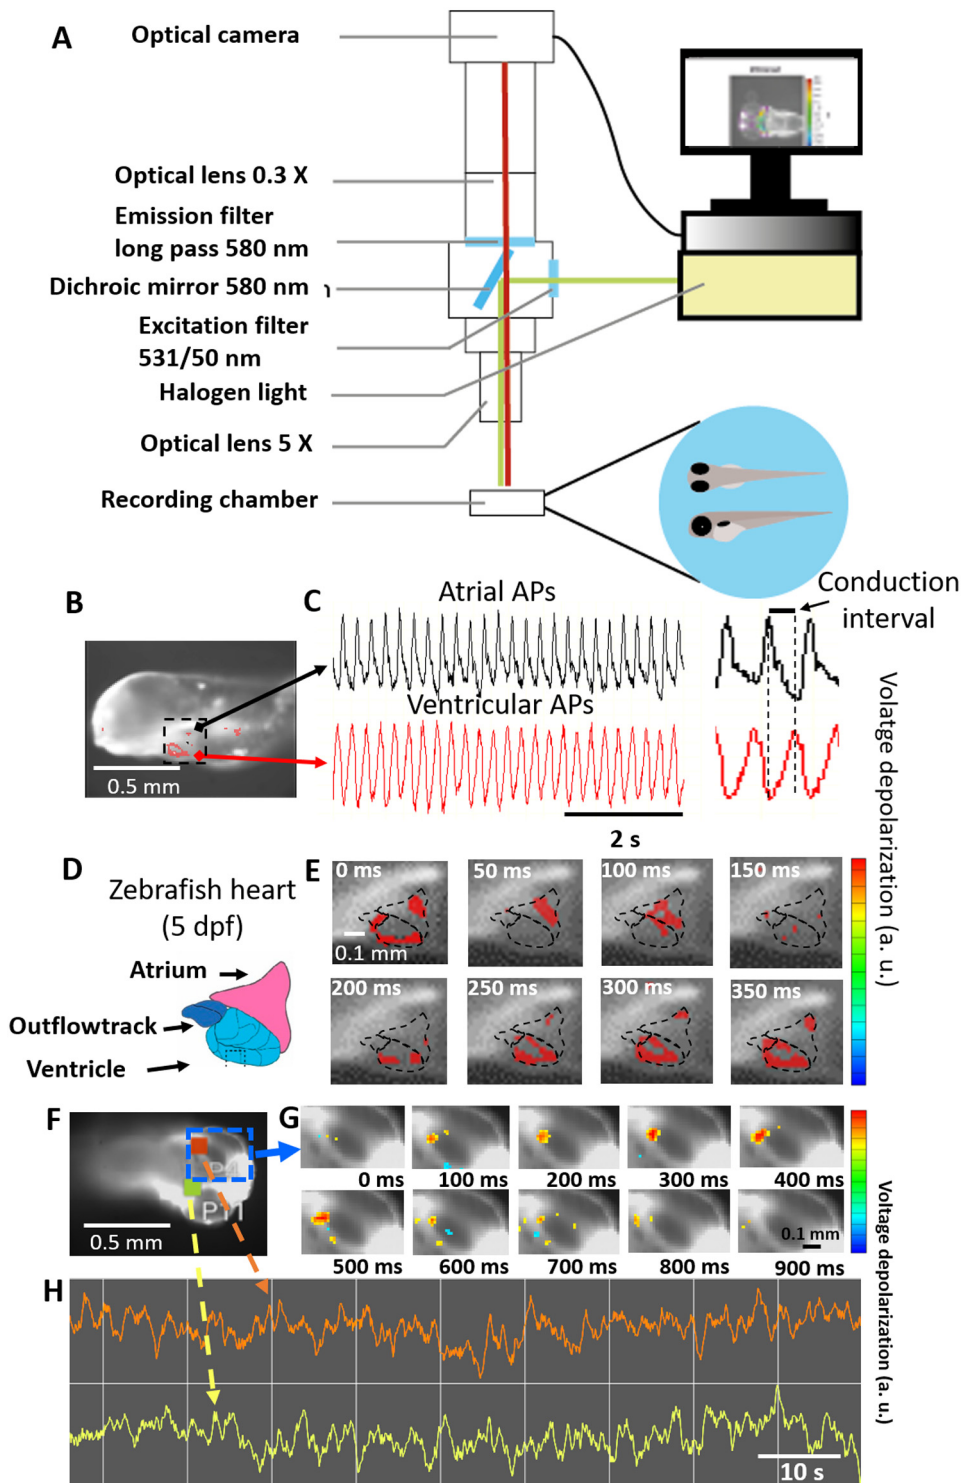 A
Optical camera
Optical lens 0.3 X
Emission filter
long pass 580 nm
Dichroic mirror 580 nm
Excitation filter
531/50 nm
Halogen light
Optical lens 5 X
Recording chamber
B
0.5 mm
C
Atrial APs
Ventricular APs
2 s
Conduction
interval
Volatge depolarization (a. u.)
D
Zebrafish heart
(5 dpf)
Atrium
Outflowtrack
Ventricle
E
0 ms
50 ms
100 ms
150 ms
0.1 mm
200 ms
250 ms
300 ms
350 ms
F
P4
P11
0.5 mm
G
0 ms
100 ms
200 ms
300 ms
400 ms
0.1 mm
500 ms
600 ms
700 ms
800 ms
900 ms
Voltage depolarization (a. u.)
H
10 s